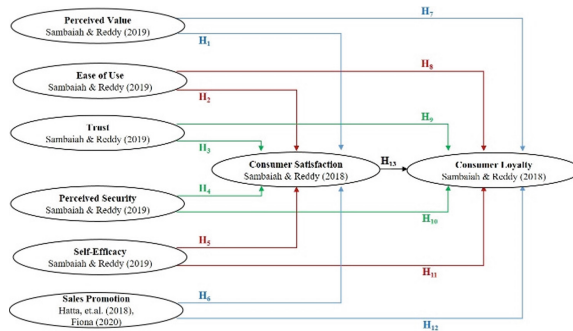 Perceived Value
Sambaiah & Reddy (2019)
H7
H1
Ease of Use
Sambaiah & Reddy (2019)
H8
H2
Trust
Sambaiah & Reddy (2019)
H9
H3
Consumer Satisfaction
Sambaiah & Reddy (2018)
H13
Consumer Loyalty
Sambaiah & Reddy (2018)
Perceived Security
Sambaiah & Reddy (2019)
H4
H10
Self-Efficacy
Sambaiah & Reddy (2019)
H5
H11
Sales Promotion
Hatta, et.al. (2018),
Fiona (2020)
H6
H12